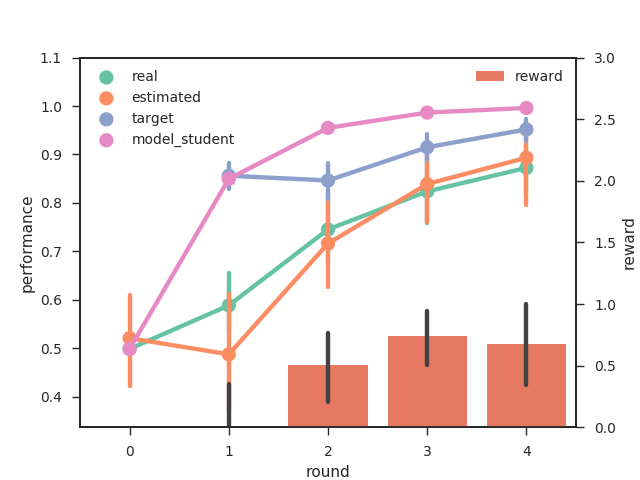 1.1
1.0
0.9
0.8
0.7
0.6
0.5
0.4
performance
real
estimated
target
model_student
reward
3.0
2.5
2.0
1.5
1.0
0.5
0.0
reward
0 1 2 3 4
round